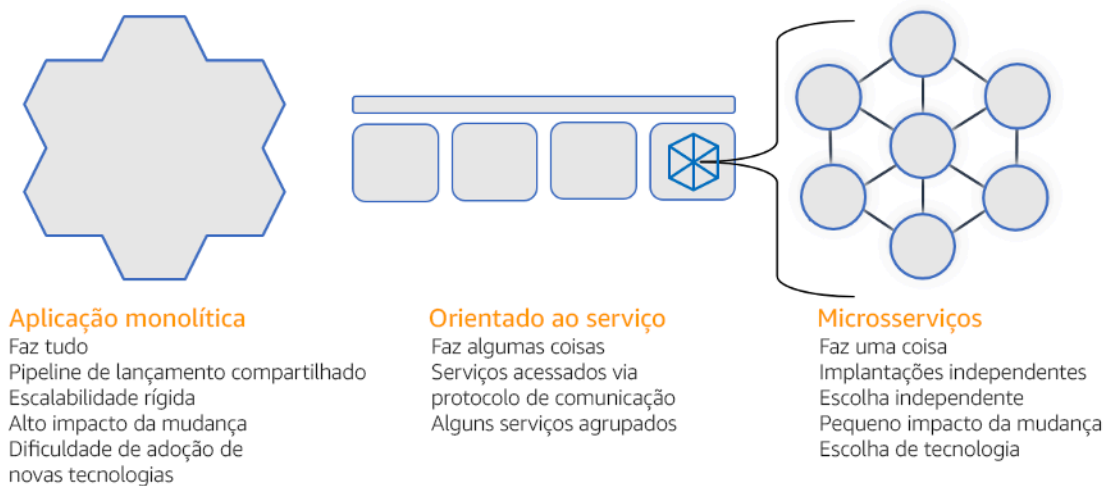 Aplicação monolítica
Faz tudo
Pipeline de lançamento compartilhado
Escalabilidade rígida
Alto impacto da mudança
Dificuldade de adoção de
novas tecnologias
Orientado ao serviço
Faz algumas coisas
Serviços acessados via
protocolo de comunicação
Alguns serviços agrupados
Microsserviços
Faz uma coisa
Implantações independentes
Escolha independente
Pequeno impacto da mudança
Escolha de tecnologia